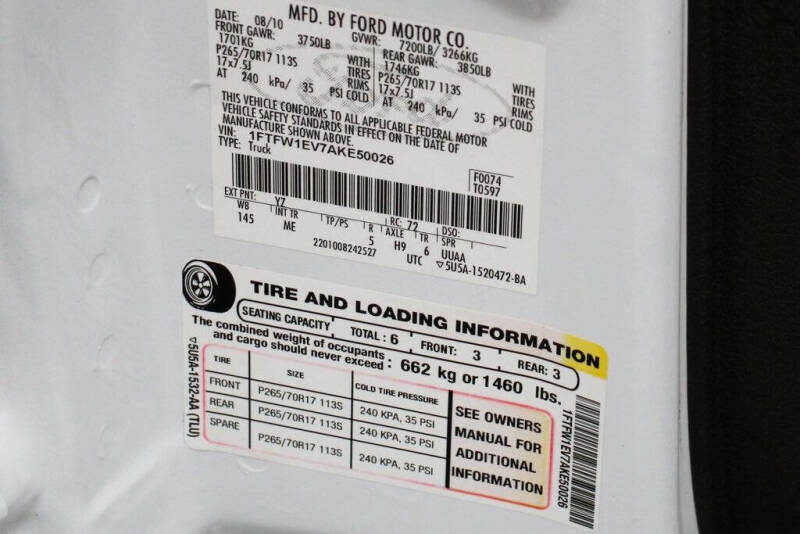 MFD. BY FORD MOTOR CO.
DATE: 08/10 GVWR: 7200LB/ 3266KG
FRONT GAWR: 3750LB REAR GAWR: 3850LB
1701KG WITH 1746KG WITH
P265/70R17 113S TIRES P265/70R17 113S TIRES
17x7.5J RIMS 17x7.5J RIMS
AT 240 kPa/ 35 PSI COLD AT 240 kPa/ 35 PSI COLD
THIS VEHICLE CONFORMS TO ALL APPLICABLE FEDERAL MOTOR
VEHICLE SAFETY STANDARDS IN EFFECT ON THE DATE OF
MANUFACTURE SHOWN ABOVE.
VIN: 1FTFW1EV7AKE50026
TYPE: Truck
F0074
T0597
EXT PNT: YZ RC: 72 DSO:
WB INT TR TP/PS R AXLE TR SPR
145 ME 5 H9 6 UUAA
2201008242527 UTC ▽5U5A-1520472-BA
TIRE AND LOADING INFORMATION
SEATING CAPACITY TOTAL: 6 FRONT: 3 REAR: 3
The combined weight of occupants
and cargo should never exceed: 662 kg or 1460 lbs.
TIRE SIZE COLD TIRE PRESSURE
FRONT P265/70R17 113S 240 KPA, 35 PSI
REAR P265/70R17 113S 240 KPA, 35 PSI
SPARE P265/70R17 113S 240 KPA, 35 PSI
SEE OWNERS
MANUAL FOR
ADDITIONAL
INFORMATION
▽5U5A-1532-AA (TLU)
1FTFW1EV7AKE50026